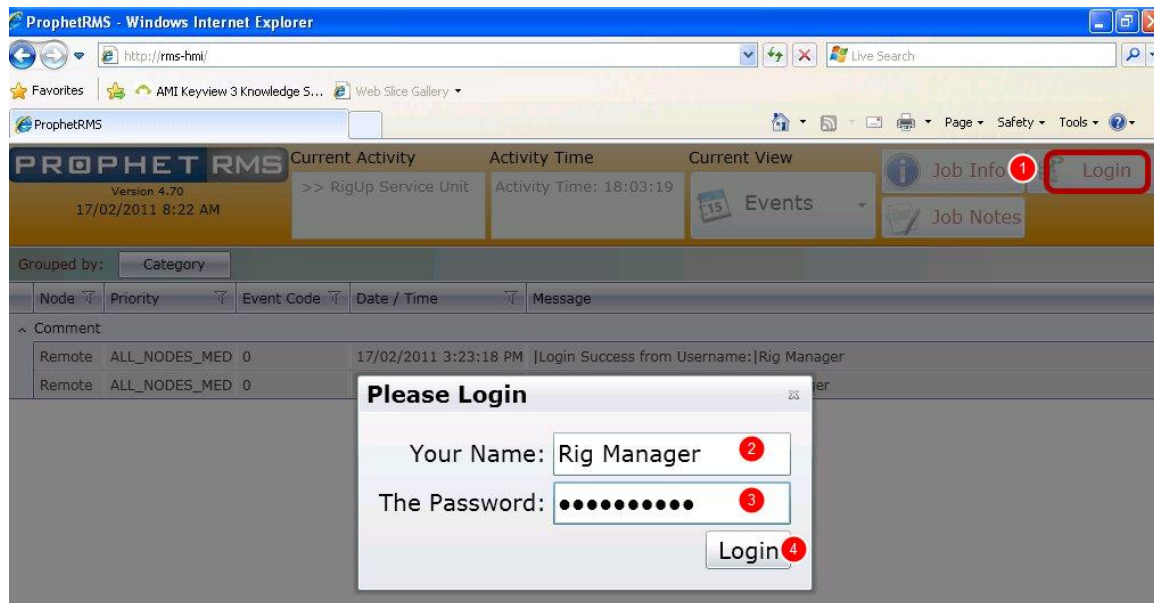 ProphetRMS - Windows Internet Explorer
http://rms-hmi/
Live Search
Favorites
AMI Keyview 3 Knowledge S...
Web Slice Gallery
ProphetRMS
Page
Safety
Tools
PROPHET RMS
Version 4.70
17/02/2011 8:22 AM
Current Activity
>> RigUp Service Unit
Activity Time
Activity Time: 18:03:19
Current View
15
Events
Job Info
1
Login
Job Notes
Grouped by:
Category
Node
Priority
Event Code
Date / Time
Message
Comment
Remote ALL_NODES_MED 0 17/02/2011 3:23:18 PM |Login Success from Username:|Rig Manager
Remote ALL_NODES_MED 0
Please Login
Your Name: Rig Manager 2
The Password: ●●●●●●●●●● 3
Login 4